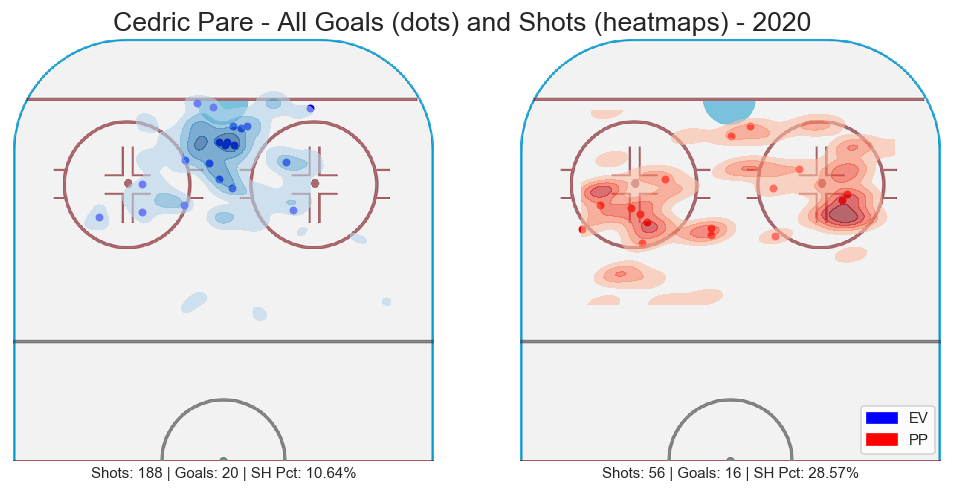 Cedric Pare - All Goals (dots) and Shots (heatmaps) - 2020
EV
PP
Shots: 188 | Goals: 20 | SH Pct: 10.64%
Shots: 56 | Goals: 16 | SH Pct: 28.57%